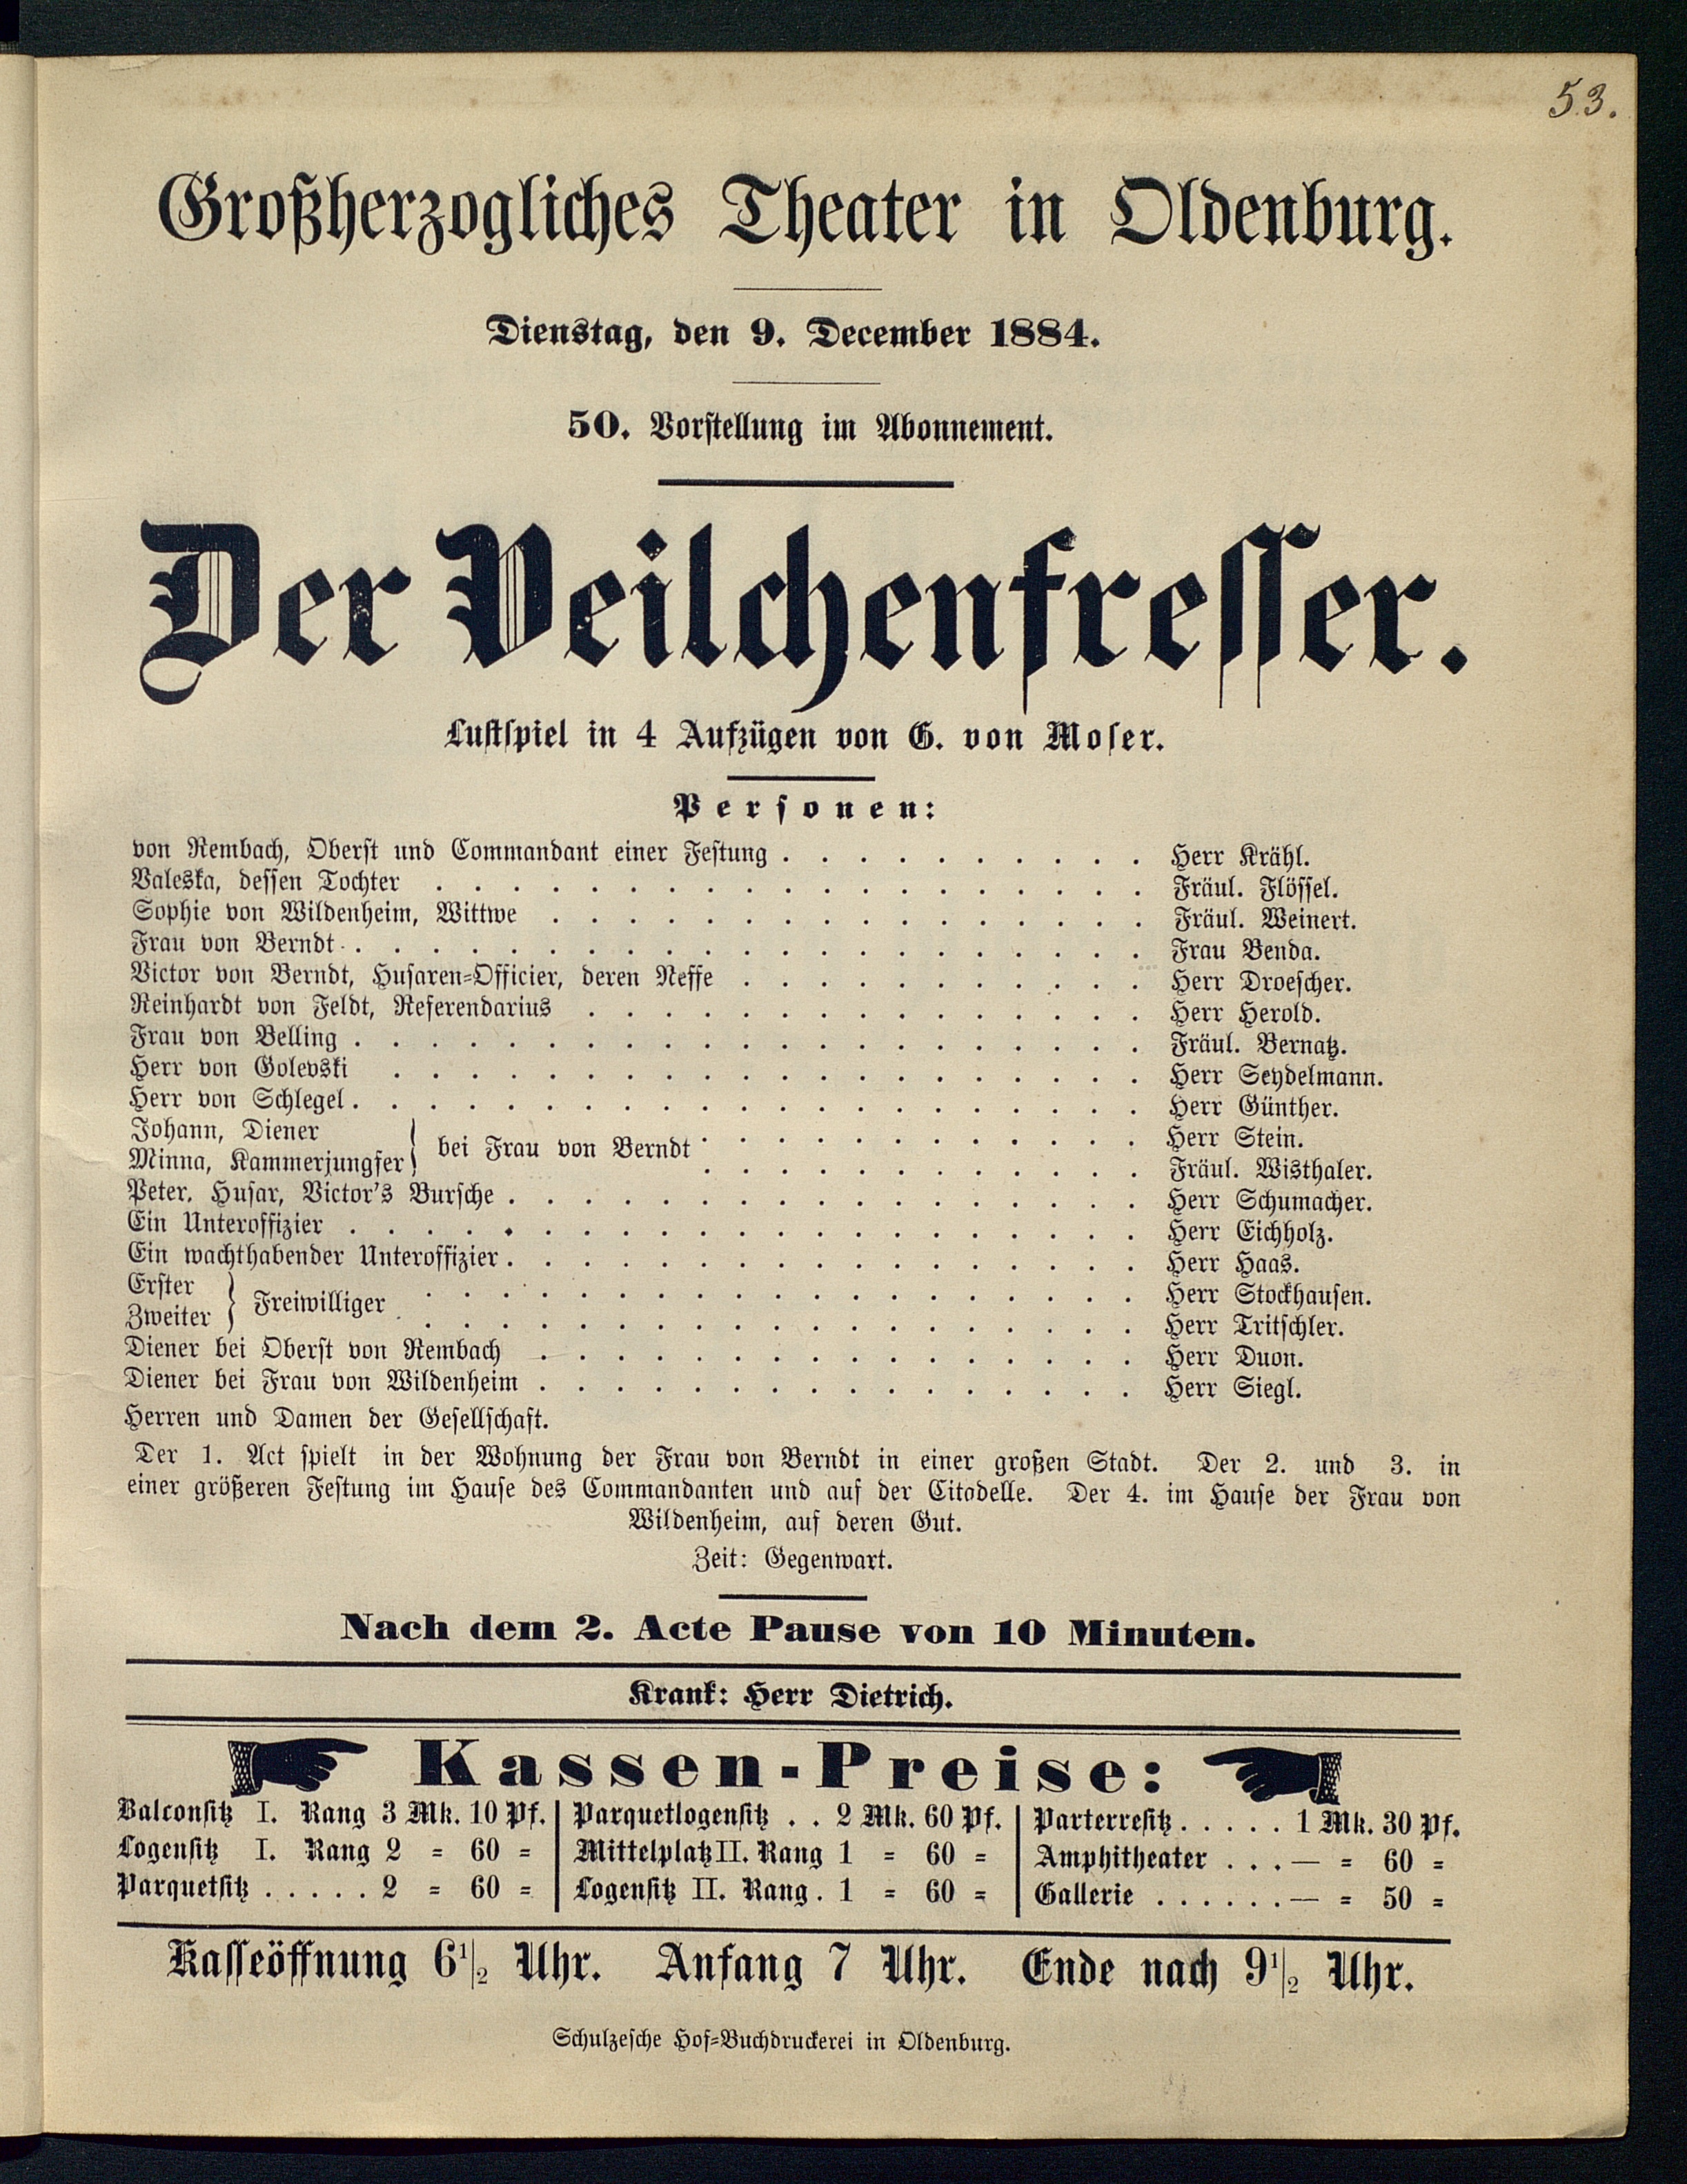 53.
Großherzogliches Theater in Oldenburg.
Dienstag, den 9. December 1884.
50. Vorstellung im Abonnement.
Der Veilchenfresser.
Lustspiel in 4 Aufzügen von G. von Moser.
Personen:
von Rembach, Oberst und Commandant einer Festung . . . . . . . . . . Herr Krähl.
Valeska, dessen Tochter . . . . . . . . . . . . . . . . . . . Fräul. Flössel.
Sophie von Wildenheim, Wittwe . . . . . . . . . . . . . . . . Fräul. Weinert.
Frau von Berndt . . . . . . . . . . . . . . . . . . . . . Frau Benda.
Victor von Berndt, Husaren-Officier, deren Neffe . . . . . . . . . . . Herr Droescher.
Reinhardt von Feldt, Referendarius . . . . . . . . . . . . . . . Herr Herold.
Frau von Belling . . . . . . . . . . . . . . . . . . . . . Fräul. Bernatz.
Herr von Golevski . . . . . . . . . . . . . . . . . . . . Herr Seydelmann.
Herr von Schlegel . . . . . . . . . . . . . . . . . . . . . Herr Günther.
Johann, Diener } bei Frau von Berndt . . . . . . . . . . . . Herr Stein.
Minna, Kammerjungfer } . . . . . . . . . . . . Fräul. Wisthaler.
Peter, Husar, Victor's Bursche . . . . . . . . . . . . . . . . . Herr Schumacher.
Ein Unteroffizier . . . . . . . . . . . . . . . . . . . . . Herr Eichholz.
Ein wachthabender Unteroffizier . . . . . . . . . . . . . . . . . Herr Haas.
Erster } Freiwilliger . . . . . . . . . . . . . . . . . . . Herr Stockhausen.
Zweiter } . . . . . . . . . . . . . . . . . . . Herr Tritschler.
Diener bei Oberst von Rembach . . . . . . . . . . . . . . . . Herr Duon.
Diener bei Frau von Wildenheim . . . . . . . . . . . . . . . . Herr Siegl.
Herren und Damen der Gesellschaft.
Der 1. Act spielt in der Wohnung der Frau von Berndt in einer großen Stadt. Der 2. und 3. in
einer größeren Festung im Hause des Commandanten und auf der Citadelle. Der 4. im Hause der Frau von
Wildenheim, auf deren Gut.
Zeit: Gegenwart.
Nach dem 2. Acte Pause von 10 Minuten.
Krank: Herr Dietrich.
Kassen-Preise:
Balconsitz I. Rang 3 Mk. 10 Pf. | Parquetlogensitz . . 2 Mk. 60 Pf. | Parterresitz . . . . . 1 Mk. 30 Pf.
Logensitz I. Rang 2 = 60 = | Mittelplatz II. Rang 1 = 60 = | Amphitheater . . . — = 60 =
Parquetsitz . . . . . 2 = 60 = | Logensitz II. Rang . 1 = 60 = | Gallerie . . . . . . — = 50 =
Kasseöffnung 6 1/2 Uhr. Anfang 7 Uhr. Ende nach 9 1/2 Uhr.
Schulzesche Hof-Buchdruckerei in Oldenburg.